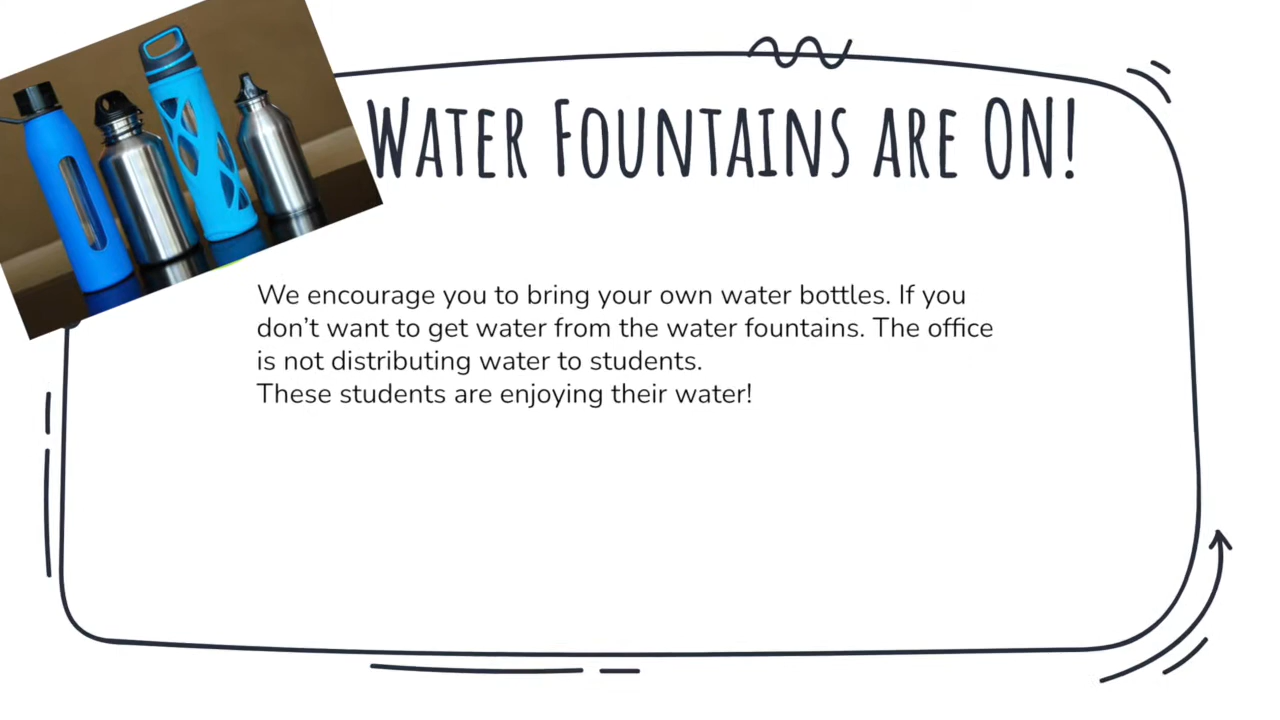 Water Fountains are ON!
We encourage you to bring your own water bottles. If you
don’t want to get water from the water fountains. The office
is not distributing water to students.
These students are enjoying their water!